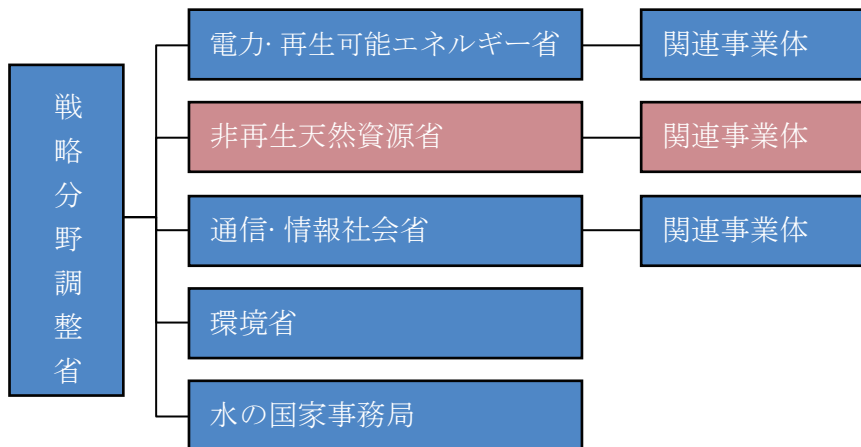 戦略分野調整省
電力･再生可能エネルギー省
関連事業体
非再生天然資源省
関連事業体
通信･情報社会省
関連事業体
環境省
水の国家事務局